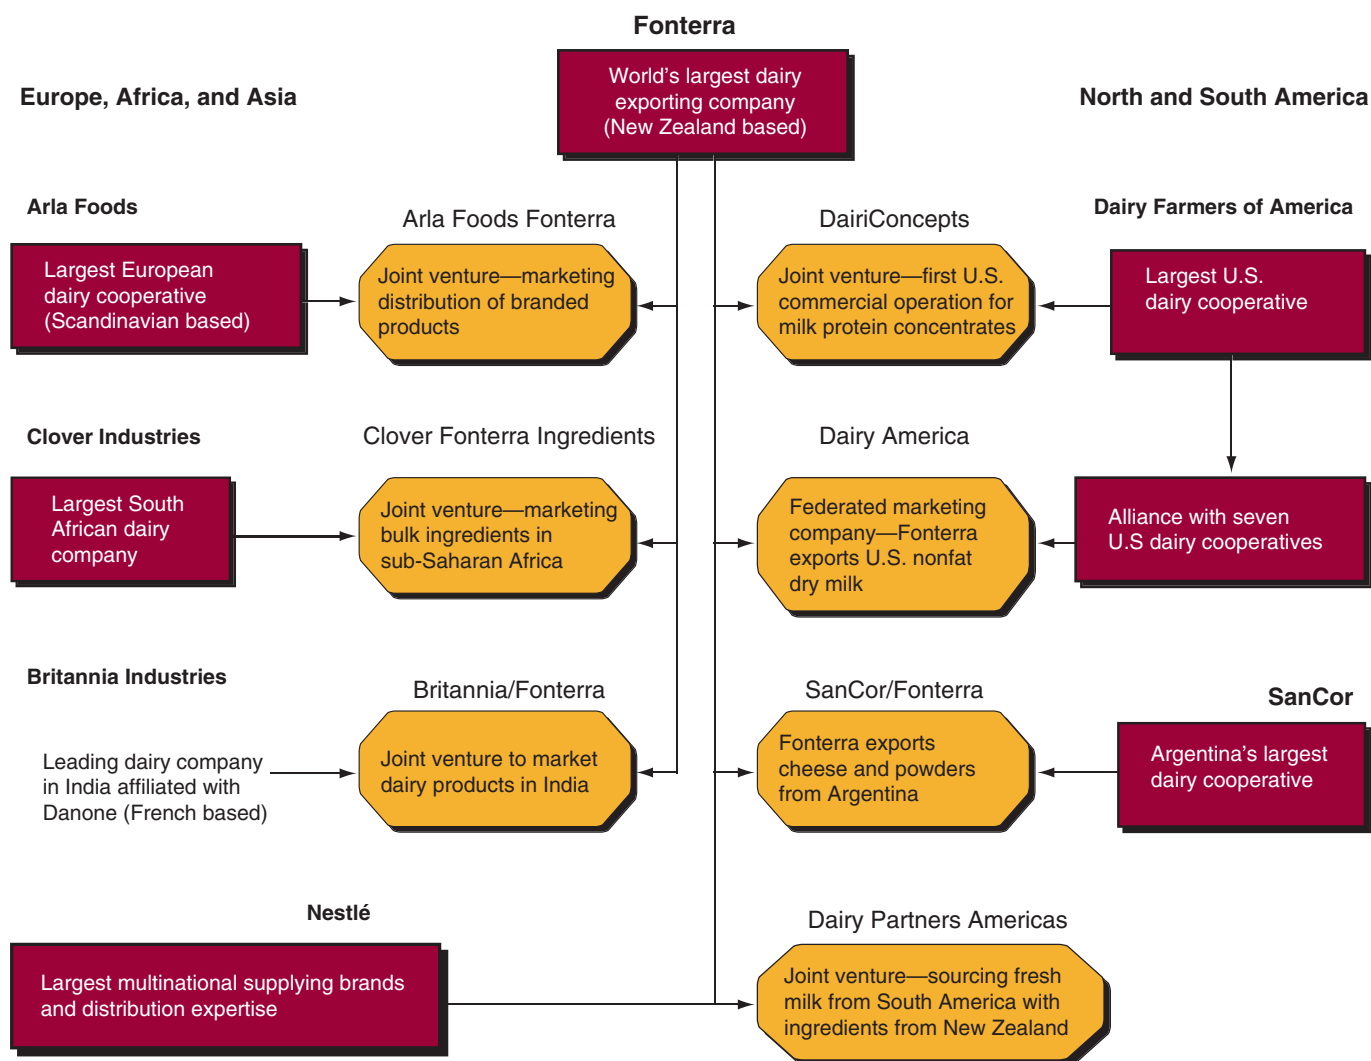 Fonterra
World's largest dairy
exporting company
(New Zealand based)
Europe, Africa, and Asia
North and South America
Arla Foods
Largest European
dairy cooperative
(Scandinavian based)
Arla Foods Fonterra
Joint venture—marketing
distribution of branded
products
DairiConcepts
Joint venture—first U.S.
commercial operation for
milk protein concentrates
Dairy Farmers of America
Largest U.S.
dairy cooperative
Clover Industries
Largest South
African dairy
company
Clover Fonterra Ingredients
Joint venture—marketing
bulk ingredients in
sub-Saharan Africa
Dairy America
Federated marketing
company—Fonterra
exports U.S. nonfat
dry milk
Alliance with seven
U.S dairy cooperatives
Britannia Industries
Leading dairy company
in India affiliated with
Danone (French based)
Britannia/Fonterra
Joint venture to market
dairy products in India
SanCor/Fonterra
Fonterra exports
cheese and powders
from Argentina
SanCor
Argentina's largest
dairy cooperative
Nestlé
Largest multinational supplying brands
and distribution expertise
Dairy Partners Americas
Joint venture—sourcing fresh
milk from South America with
ingredients from New Zealand